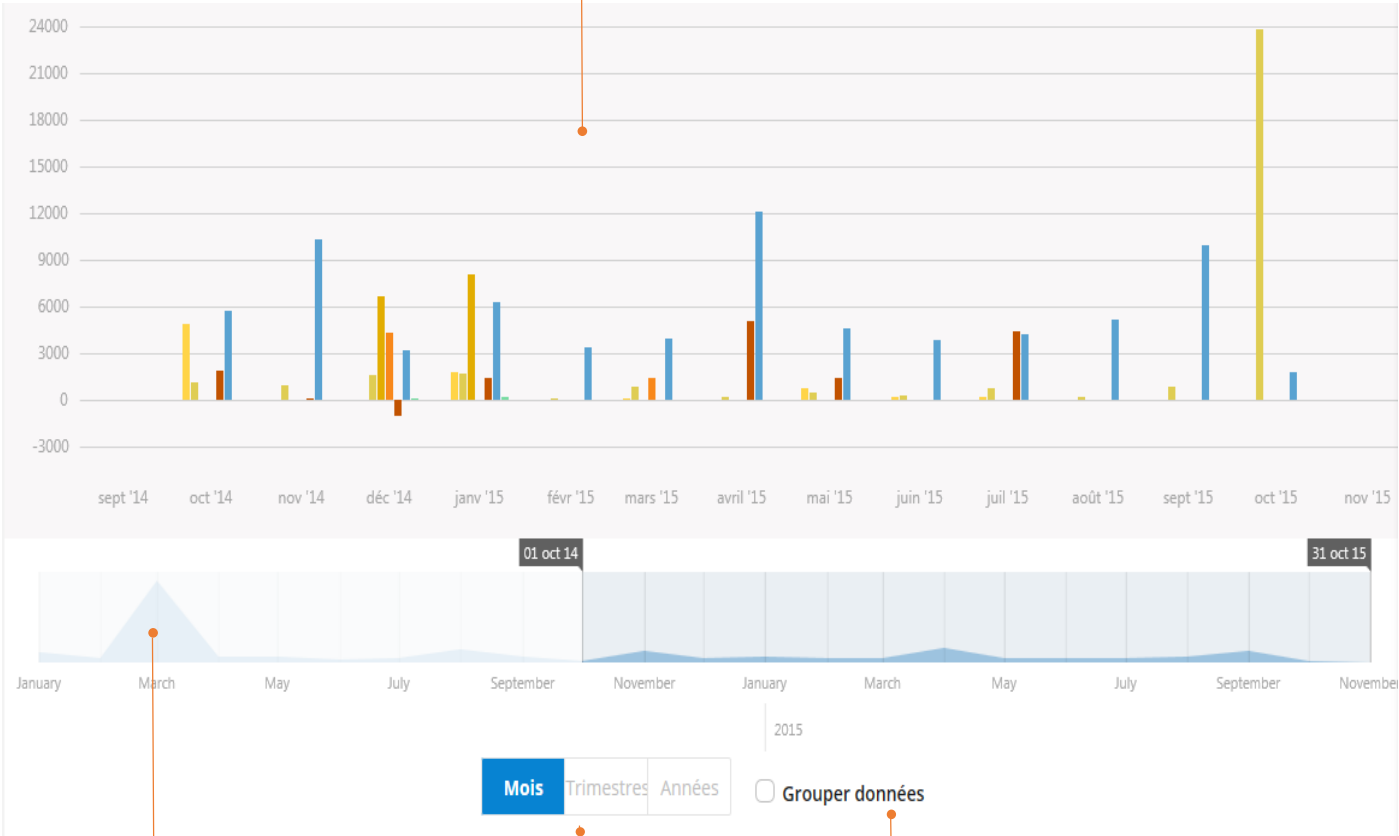 24000
21000
18000
15000
12000
9000
6000
3000
0
-3000
sept '14 oct '14 nov '14 déc '14 janv '15 févr '15 mars '15 avril '15 mai '15 juin '15 juil '15 août '15 sept '15 oct '15 nov '15
01 oct 14 31 oct 15
January March May July September November January March May July September November
2015
Mois Trimestres Années Grouper données